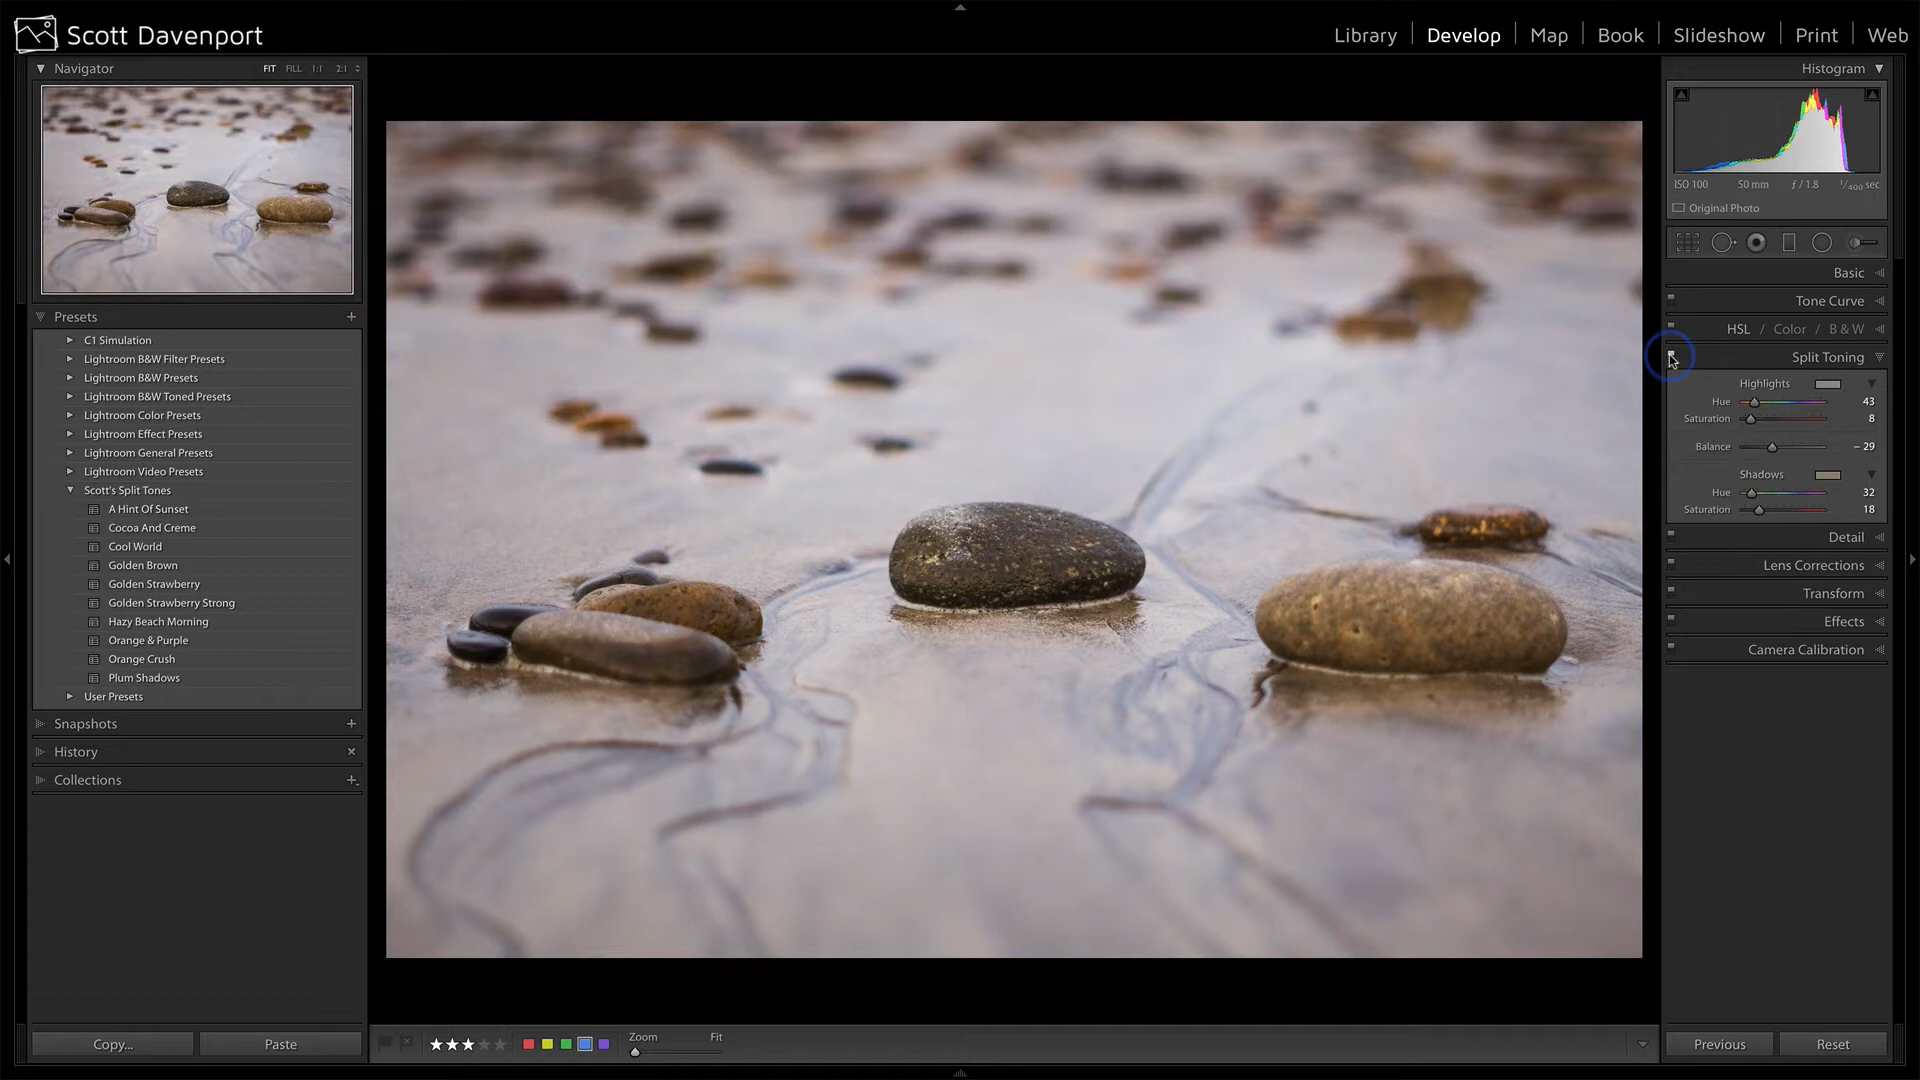 Scott Davenport
Library Develop Map Book Slideshow Print Web
Navigator FIT FILL 1:1 2:1
Presets
C1 Simulation
Lightroom B&W Filter Presets
Lightroom B&W Presets
Lightroom B&W Toned Presets
Lightroom Color Presets
Lightroom Effect Presets
Lightroom General Presets
Lightroom Video Presets
Scott's Split Tones
A Hint Of Sunset
Cocoa And Creme
Cool World
Golden Brown
Golden Strawberry
Golden Strawberry Strong
Hazy Beach Morning
Orange & Purple
Orange Crush
Plum Shadows
User Presets
Snapshots
History
Collections
Copy... Paste
Zoom Fit
Histogram
ISO 100 50 mm ƒ / 1.8 1/400 sec
Original Photo
Basic
Tone Curve
HSL / Color / B & W
Split Toning
Highlights
Hue 43
Saturation 8
Balance – 29
Shadows
Hue 32
Saturation 18
Detail
Lens Corrections
Transform
Effects
Camera Calibration
Previous Reset